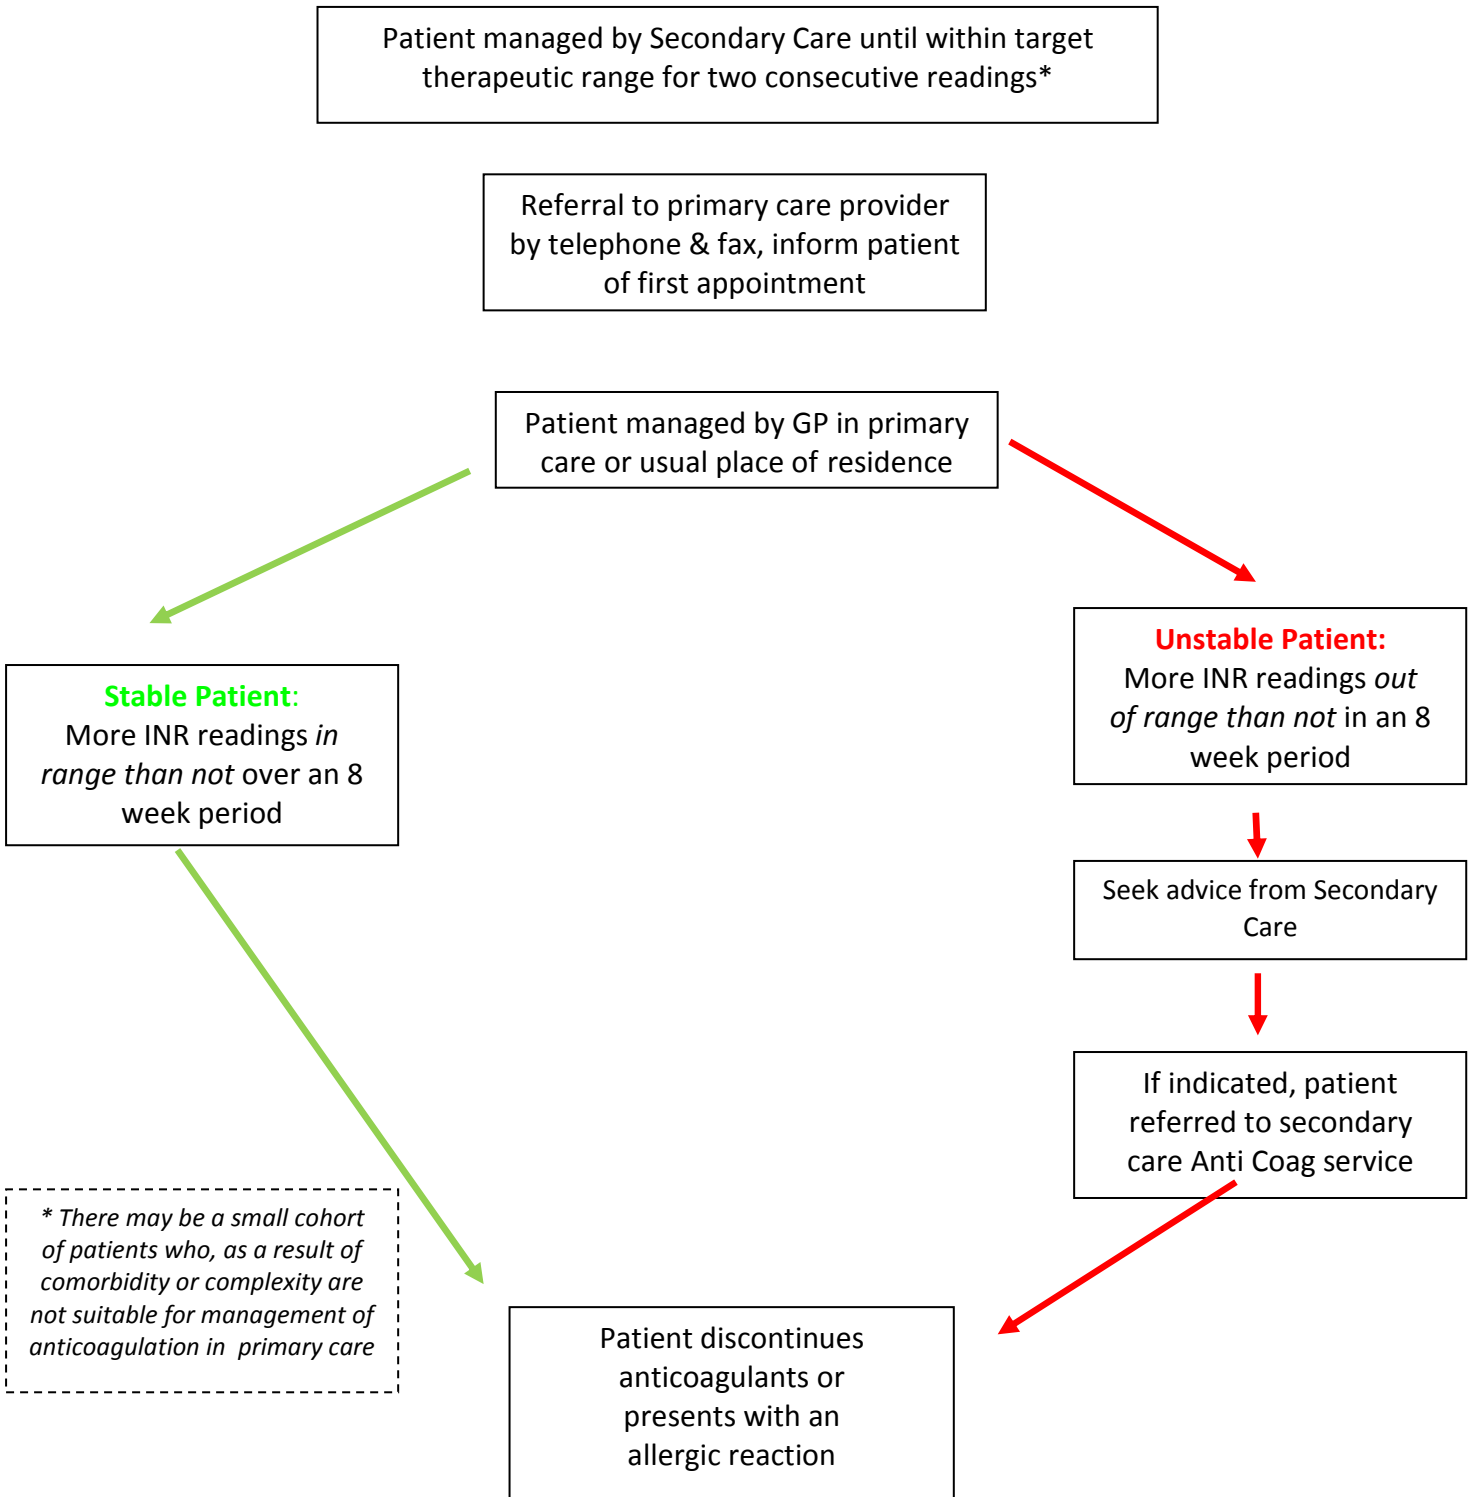 Patient managed by Secondary Care until within target
therapeutic range for two consecutive readings*
Referral to primary care provider
by telephone & fax, inform patient
of first appointment
Patient managed by GP in primary
care or usual place of residence
Stable Patient:
More INR readings in
range than not over an 8
week period
Unstable Patient:
More INR readings out
of range than not in an 8
week period
Seek advice from Secondary
Care
If indicated, patient
referred to secondary
care Anti Coag service
* There may be a small cohort
of patients who, as a result of
comorbidity or complexity are
not suitable for management of
anticoagulation in primary care
Patient discontinues
anticoagulants or
presents with an
allergic reaction